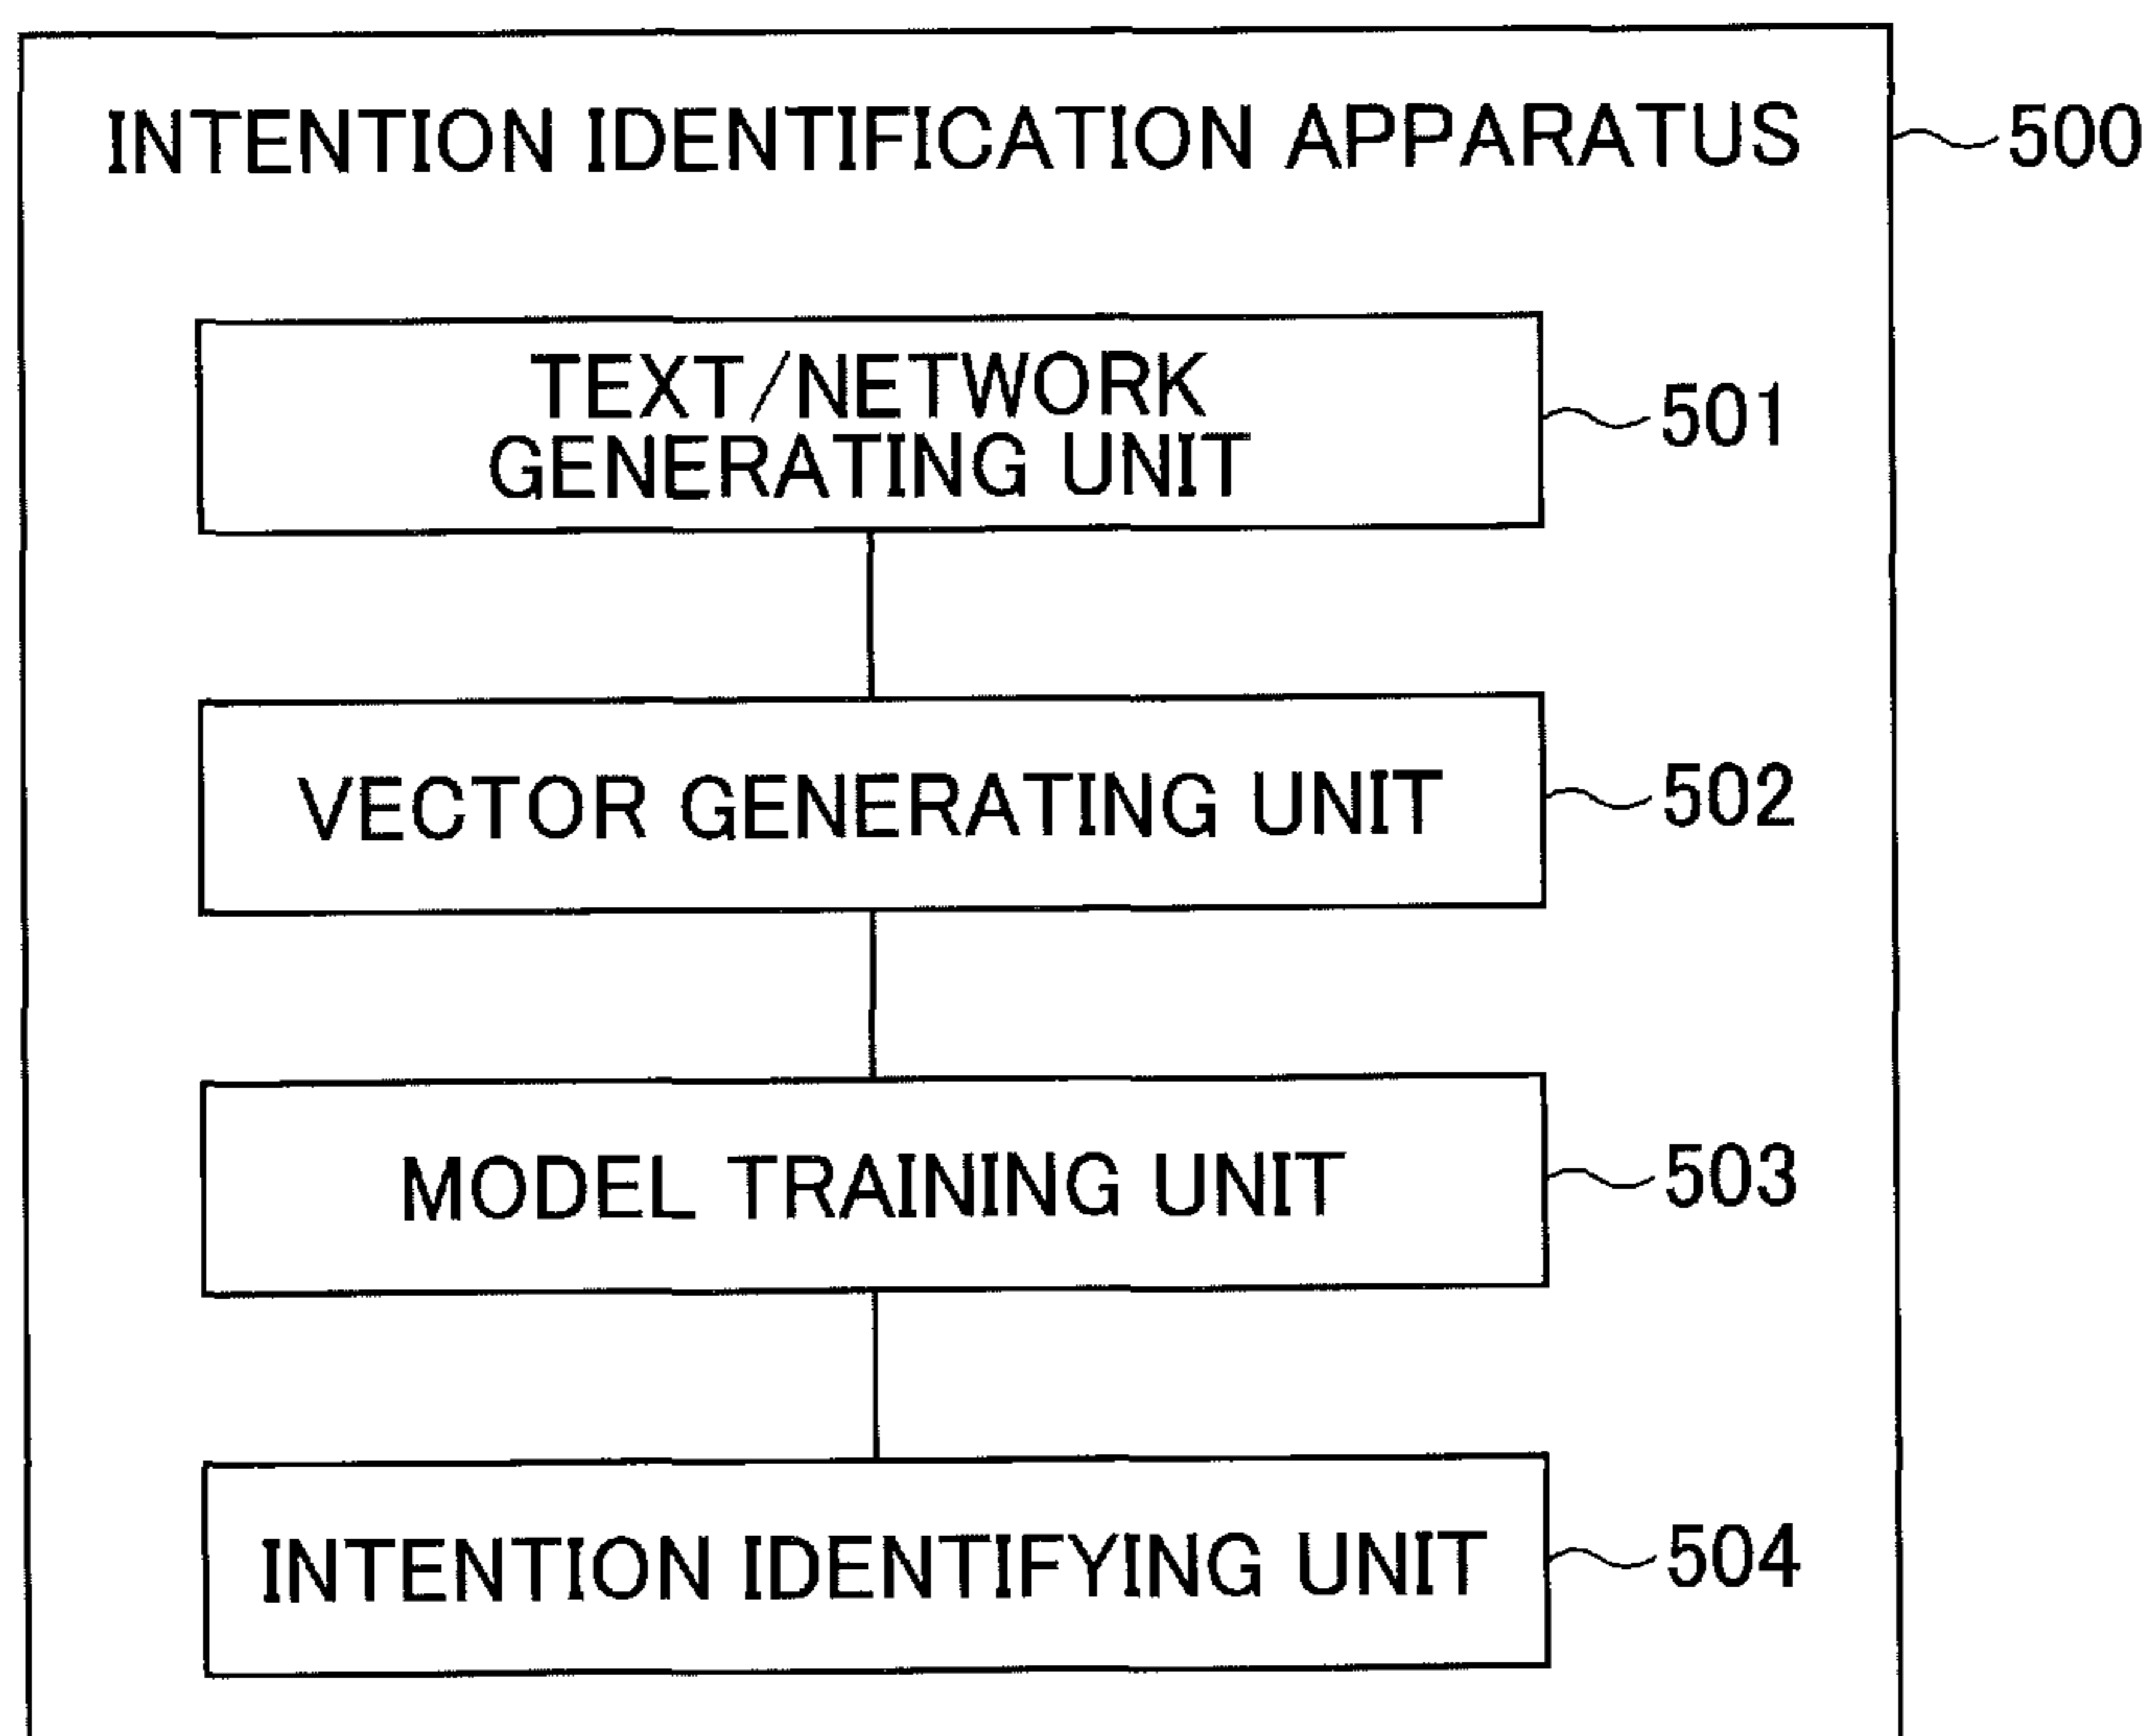 INTENTION IDENTIFICATION APPARATUS 500
TEXT/NETWORK
GENERATING UNIT
501
VECTOR GENERATING UNIT 502
MODEL TRAINING UNIT 503
INTENTION IDENTIFYING UNIT 504